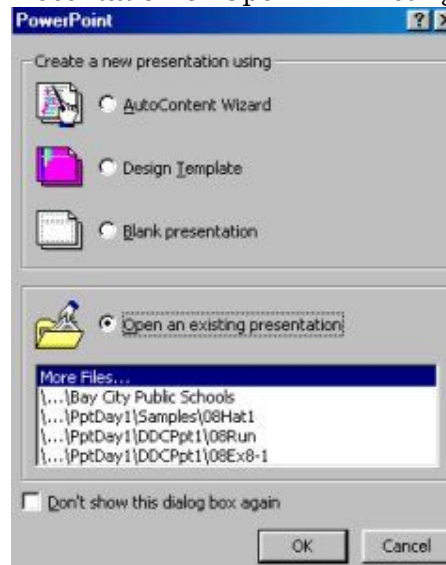 PowerPoint
Create a new presentation using
AutoContent Wizard
Design Template
Blank presentation
Open an existing presentation
More Files...
\...\Bay City Public Schools
\...\PptDay1\Samples\08Hat1
\...\PptDay1\DDCPpt1\08Run
\...\PptDay1\DDCPpt1\08Ex8-1
Don't show this dialog box again
OK Cancel